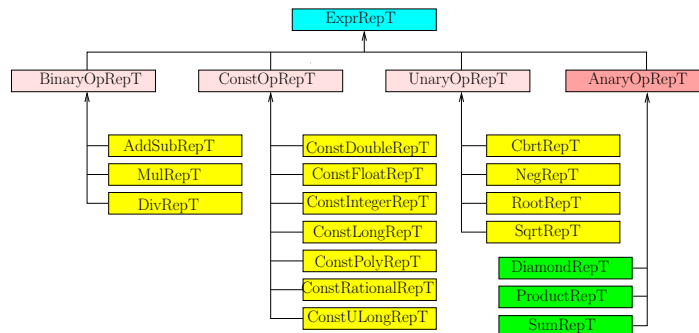 ExprRepT
BinaryOpRepT
ConstOpRepT
UnaryOpRepT
AnaryOpRepT
AddSubRepT
MulRepT
DivRepT
ConstDoubleRepT
ConstFloatRepT
ConstIntegerRepT
ConstLongRepT
ConstPolyRepT
ConstRationalRepT
ConstULongRepT
CbrtRepT
NegRepT
RootRepT
SqrtRepT
DiamondRepT
ProductRepT
SumRepT